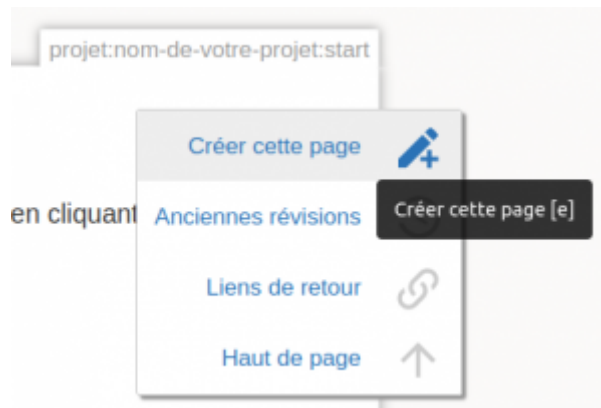 projet:nom-de-votre-projet:start
Créer cette page
en cliquant
Anciennes révisions
Créer cette page [e]
Liens de retour
Haut de page